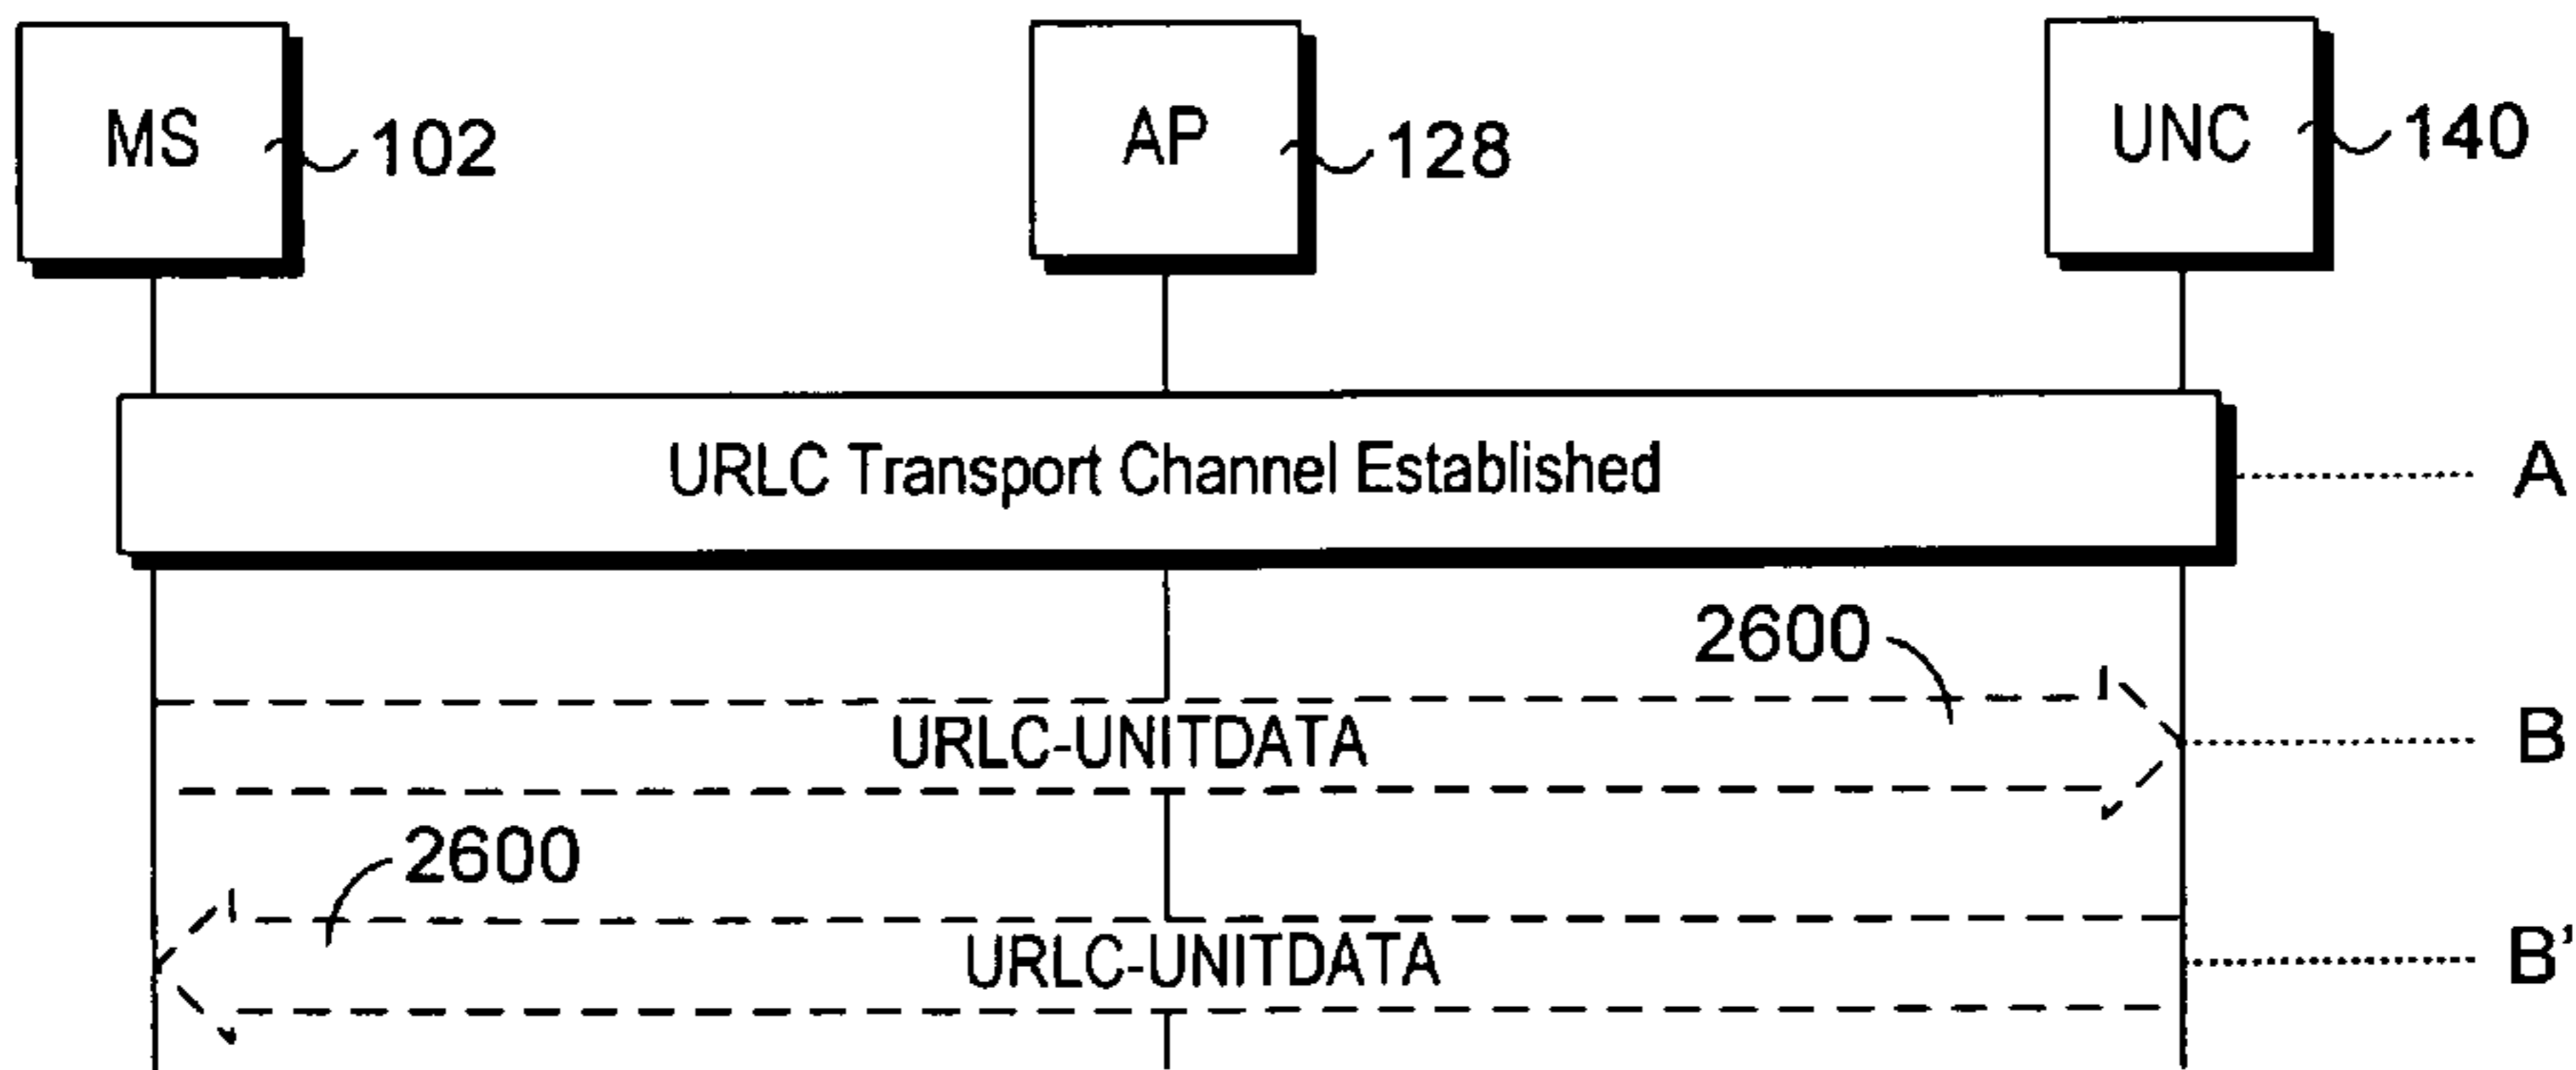 MS 102 AP 128 UNC 140
URLC Transport Channel Established A
2600
URLC-UNITDATA B
2600
URLC-UNITDATA B'